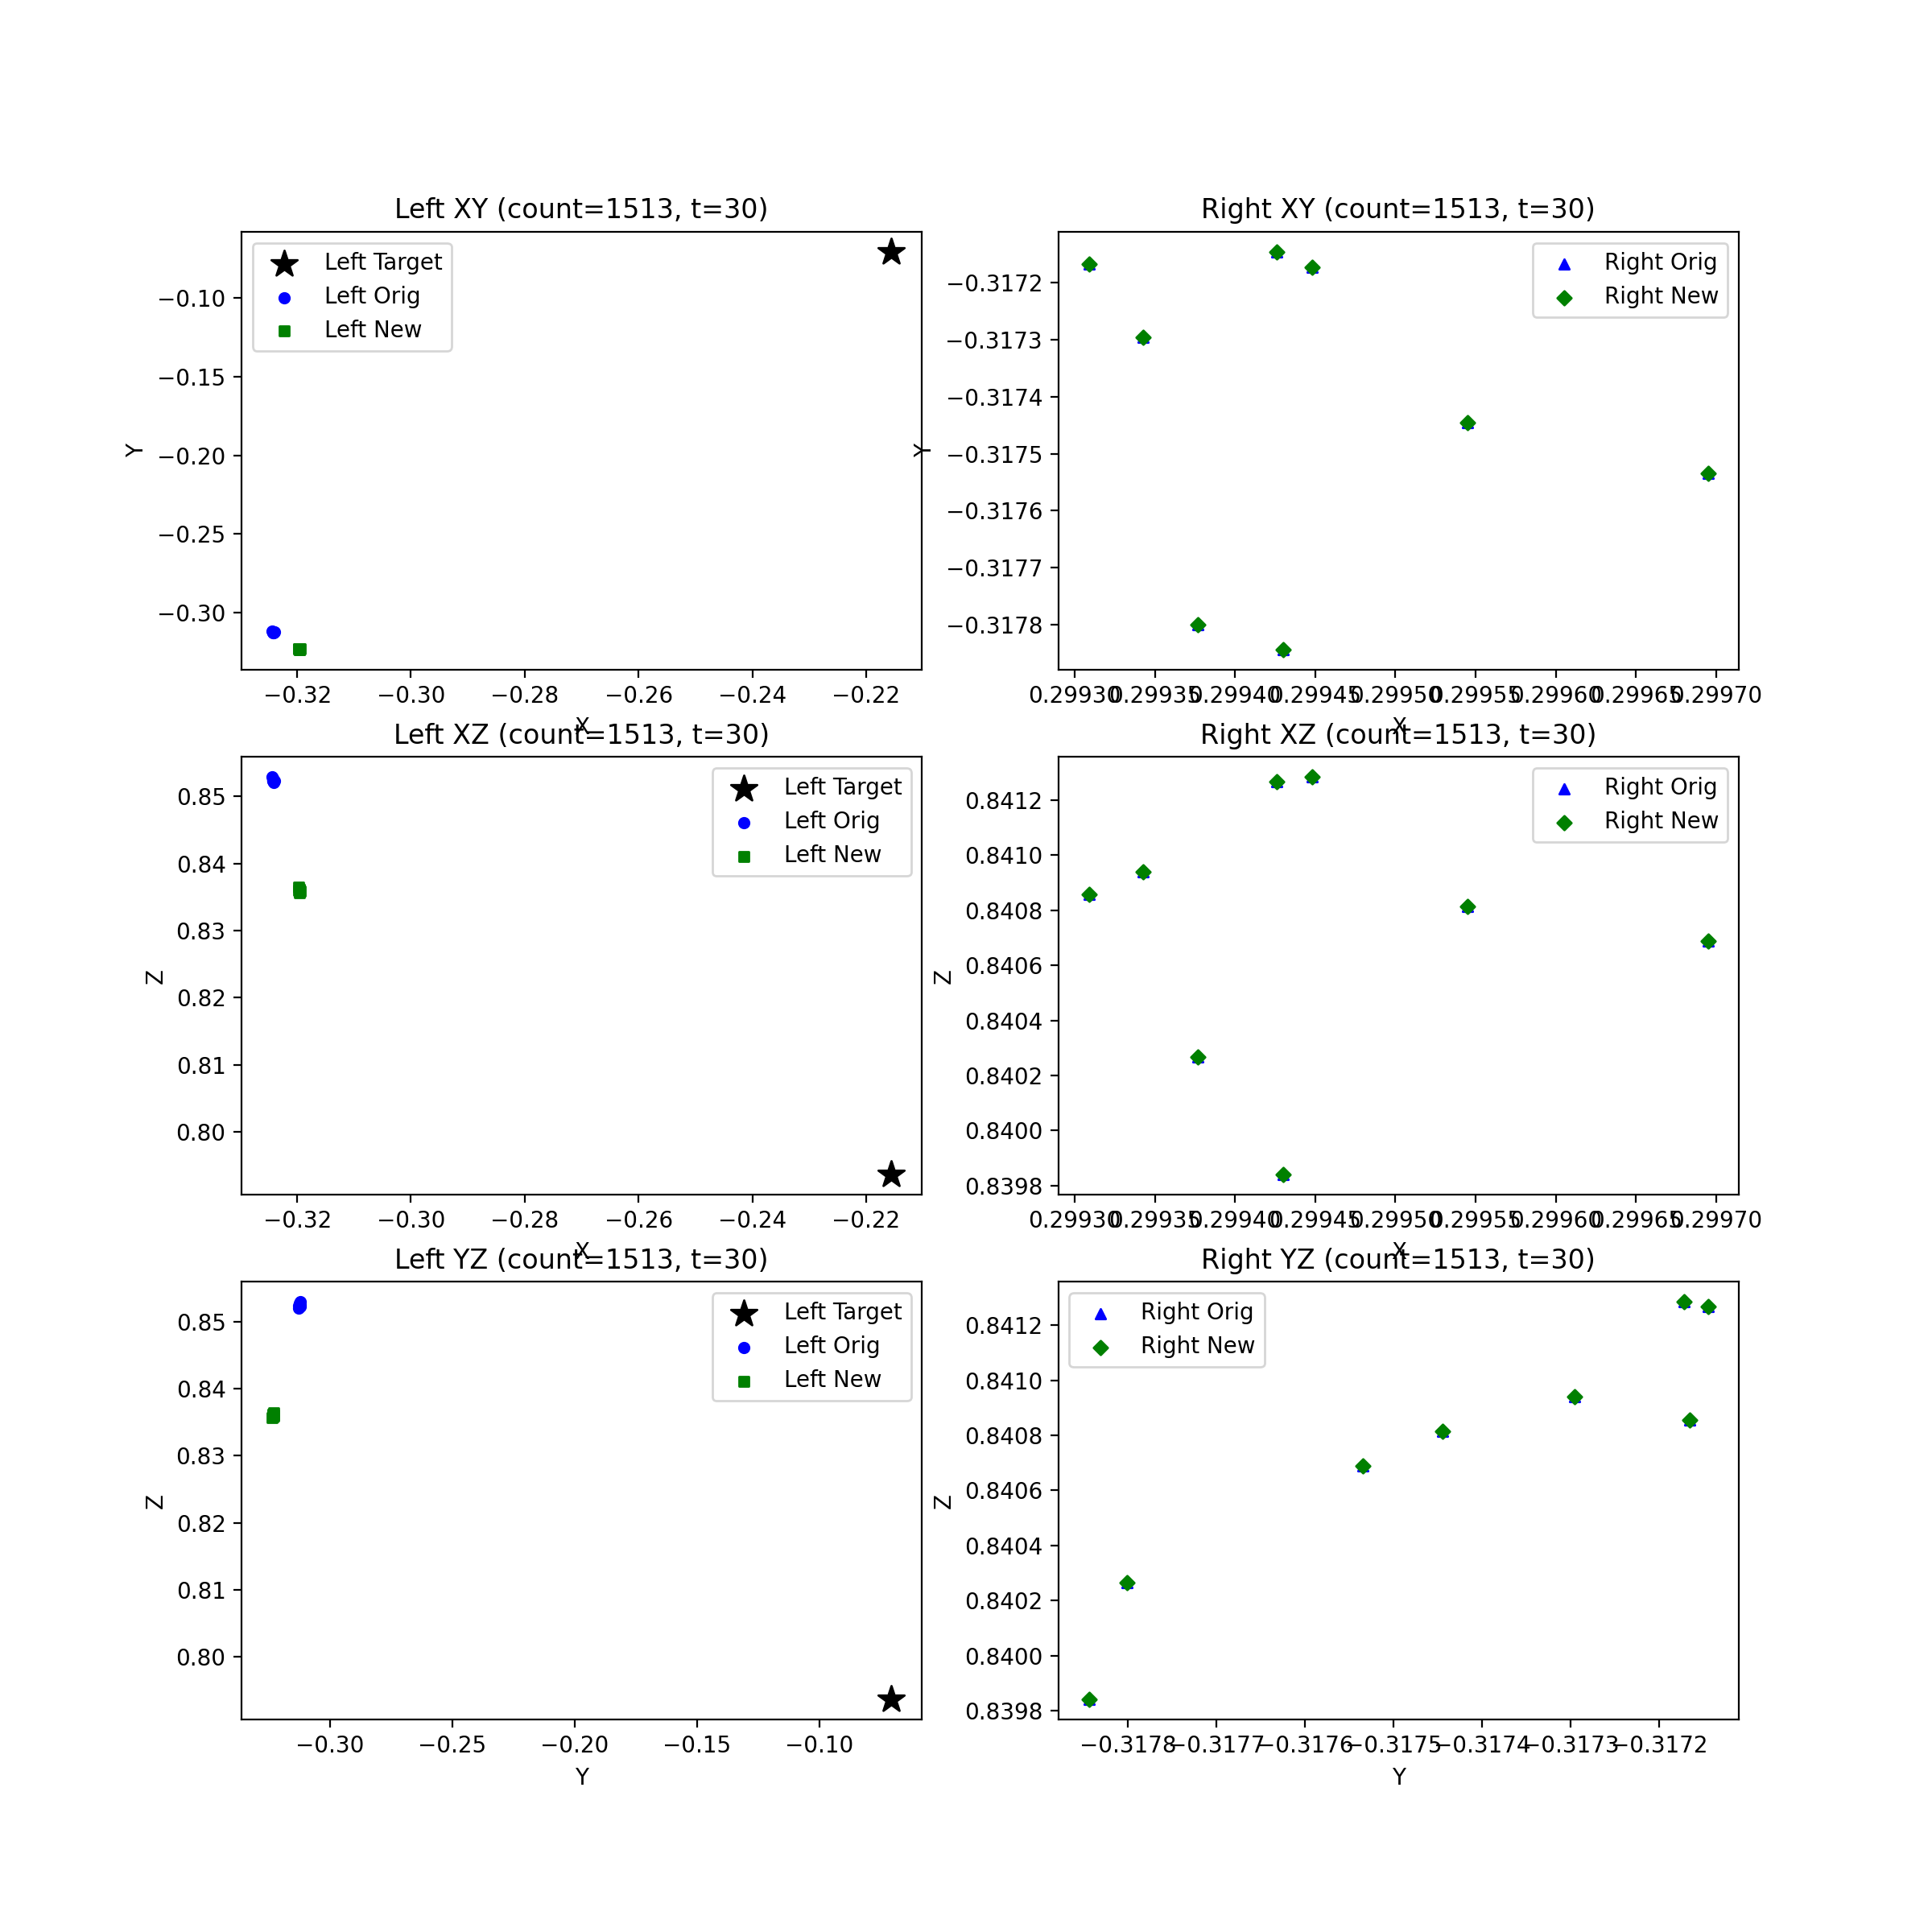 Left XY (count=1513, t=30)
Left Target
Left Orig
Left New
−0.10
−0.15
−0.20
−0.25
−0.30
Y
−0.32
−0.30
−0.28
−0.26
−0.24
−0.22
X
Right XY (count=1513, t=30)
Right Orig
Right New
−0.3172
−0.3173
−0.3174
−0.3175
−0.3176
−0.3177
−0.3178
Y
0.29930
0.29935
0.29940
0.29945
0.29950
0.29955
0.29960
0.29965
0.29970
X
Left XZ (count=1513, t=30)
Left Target
Left Orig
Left New
0.85
0.84
0.83
0.82
0.81
0.80
Z
−0.32
−0.30
−0.28
−0.26
−0.24
−0.22
X
Right XZ (count=1513, t=30)
Right Orig
Right New
0.8412
0.8410
0.8408
0.8406
0.8404
0.8402
0.8400
0.8398
Z
0.29930
0.29935
0.29940
0.29945
0.29950
0.29955
0.29960
0.29965
0.29970
X
Left YZ (count=1513, t=30)
Left Target
Left Orig
Left New
0.85
0.84
0.83
0.82
0.81
0.80
Z
−0.30
−0.25
−0.20
−0.15
−0.10
Y
Right YZ (count=1513, t=30)
Right Orig
Right New
0.8412
0.8410
0.8408
0.8406
0.8404
0.8402
0.8400
0.8398
Z
−0.3178
−0.3177
−0.3176
−0.3175
−0.3174
−0.3173
−0.3172
Y